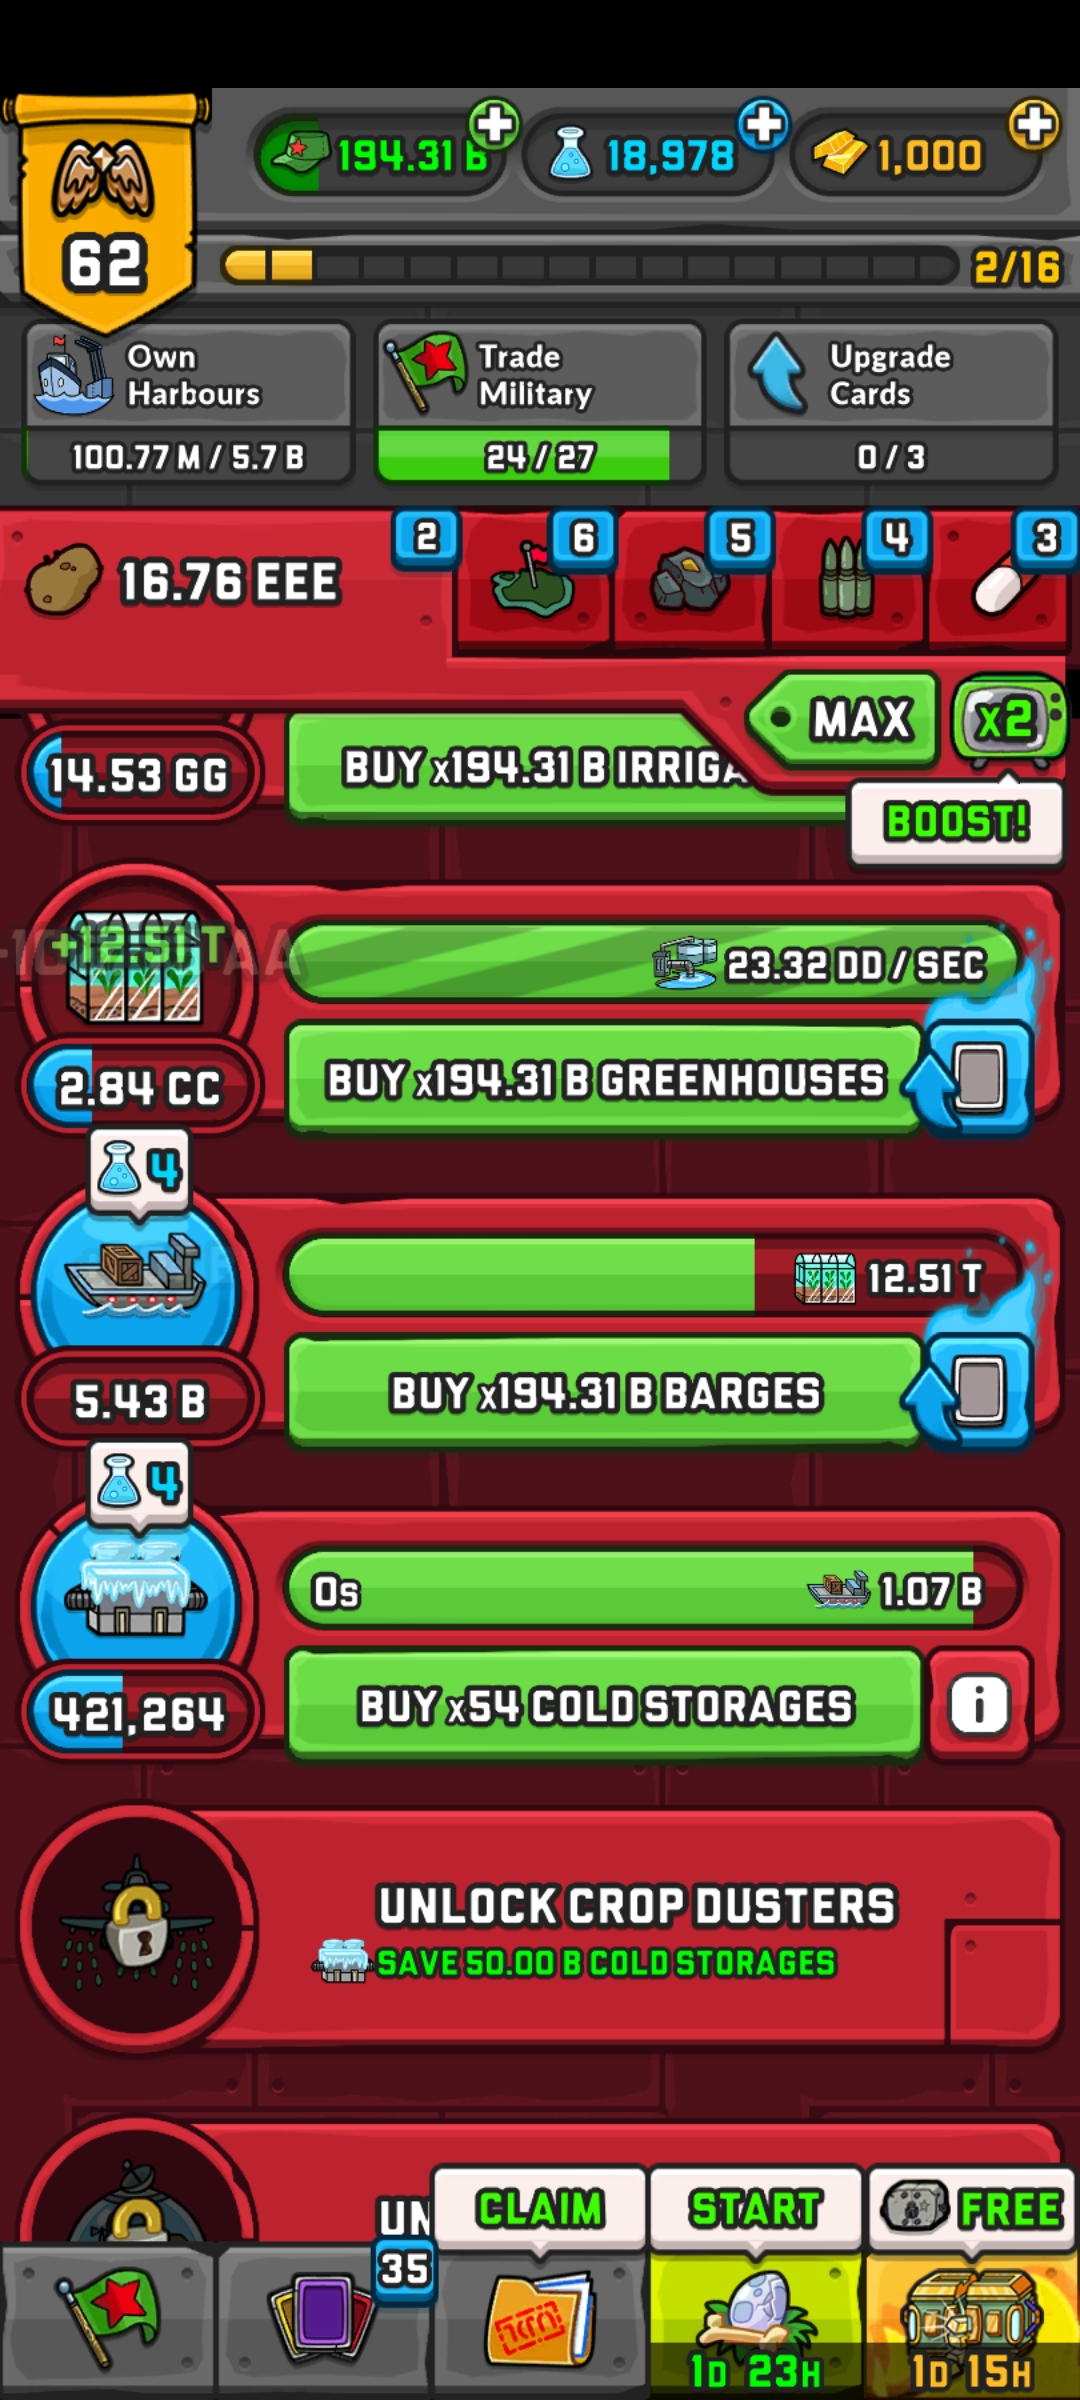 194.31 B
18,978
1,000
62
2/16
Own
Harbours
100.77 M / 5.7 B
Trade
Military
24 / 27
Upgrade
Cards
0 / 3
16.76 EEE
2
6
5
4
3
MAX
x2
BOOST!
14.53 GG
BUY x194.31 B IRRIGA
+12.51 T
23.32 DD / SEC
2.84 CC
BUY x194.31 B GREENHOUSES
4
12.51 T
5.43 B
BUY x194.31 B BARGES
4
0s
1.07 B
421,264
BUY x54 COLD STORAGES
UNLOCK CROP DUSTERS
SAVE 50.00 B COLD STORAGES
UN
CLAIM
START
FREE
35
1D 23H
1D 15H